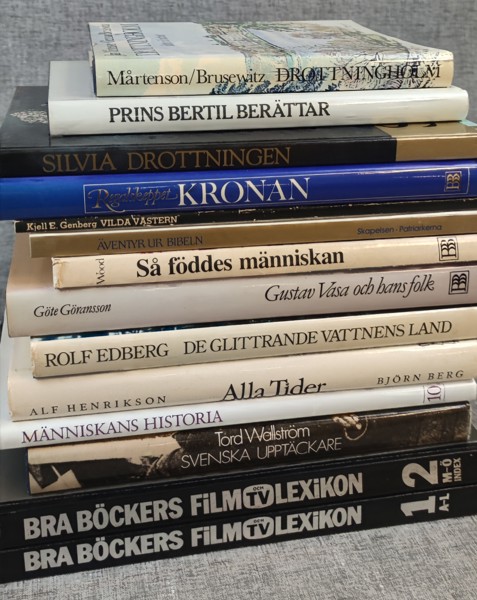 Mårtenson/Brusewitz DROTTNINGHOLM
PRINS BERTIL BERÄTTAR
SILVIA DROTTNINGEN
Regalskeppet KRONAN
Kjell E. Genberg VILDA VÄSTERN
ÄVENTYR UR BIBELN Skapelsen · Patriarkerna
Wood Så föddes människan
Göte Göransson Gustav Vasa och hans folk
ROLF EDBERG DE GLITTRANDE VATTNENS LAND
ALF HENRIKSON Alla Tider BJÖRN BERG
MÄNNISKANS HISTORIA 10
Tord Wallström
SVENSKA UPPTÄCKARE
BRA BÖCKERS FILM OCH TV LEXIKON 2 M-Ö INDEX
BRA BÖCKERS FILM OCH TV LEXIKON 1 A-L